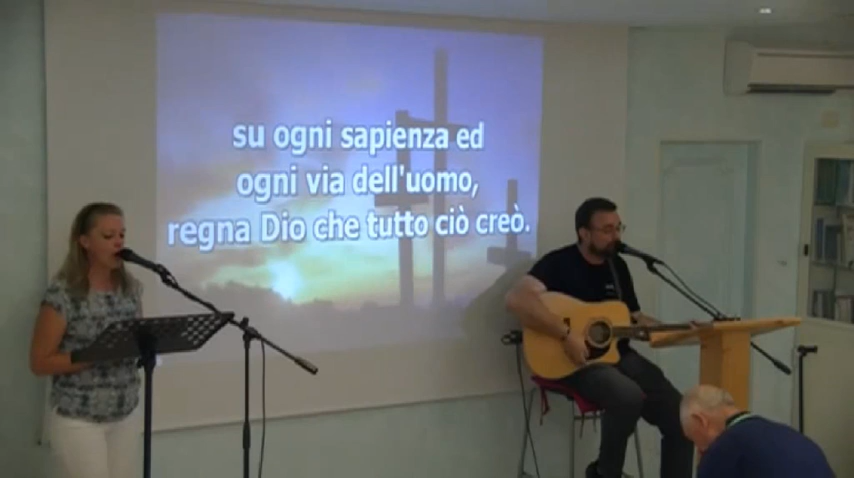 su ogni sapienza ed
ogni via dell'uomo,
regna Dio che tutto ciò creò.